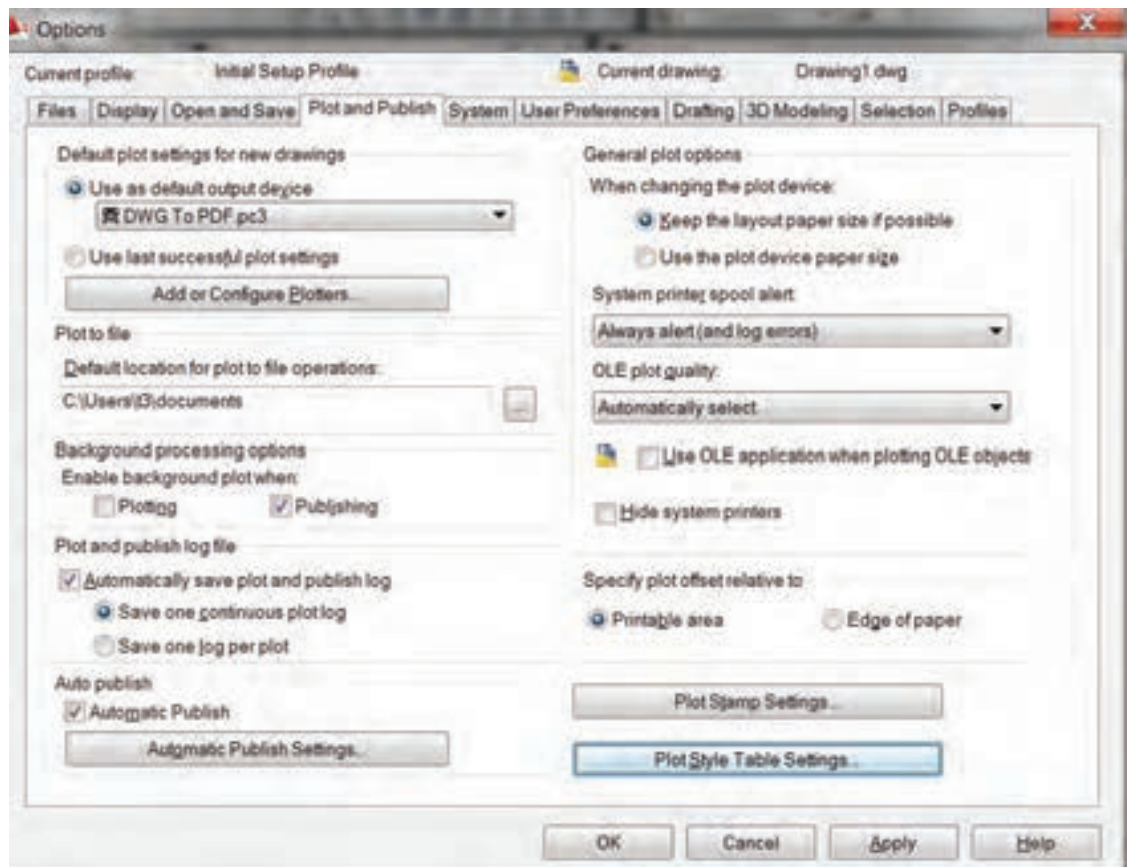 Options
Current profile: Initial Setup Profile Current drawing: Drawing1.dwg
Files Display Open and Save Plot and Publish System User Preferences Drafting 3D Modeling Selection Profiles
Default plot settings for new drawings
Use as default output device
DWG To PDF.pc3
Use last successful plot settings
Add or Configure Plotters...
Plot to file
Default location for plot to file operations:
C:\Users\t3\documents
...
Background processing options
Enable background plot when:
Plotting Publishing
Plot and publish log file
Automatically save plot and publish log
Save one continuous plot log
Save one log per plot
Auto publish
Automatic Publish
Automatic Publish Settings...
General plot options
When changing the plot device:
Keep the layout paper size if possible
Use the plot device paper size
System printer spool alert:
Always alert (and log errors)
OLE plot quality:
Automatically select
Use OLE application when plotting OLE objects
Hide system printers
Specify plot offset relative to
Printable area Edge of paper
Plot Stamp Settings...
Plot Style Table Settings...
OK Cancel Apply Help